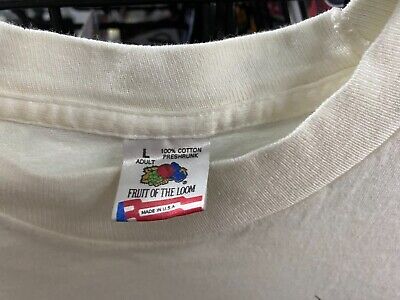 L 100% COTTON
ADULT PRESHRUNK
FRUIT OF THE LOOM
MADE IN U.S.A